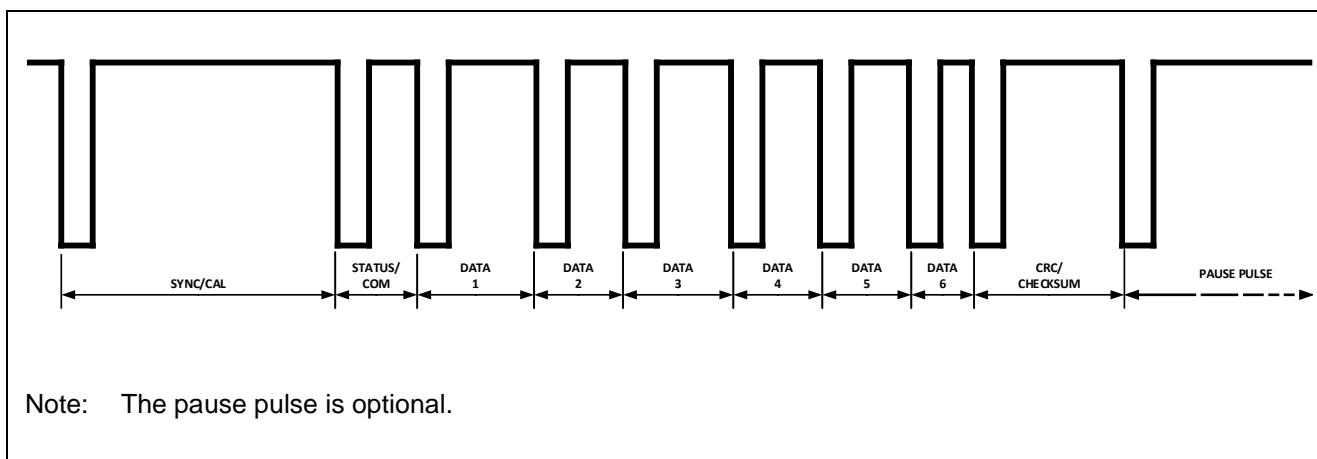 SYNC/CAL
STATUS/
COM
DATA
1
DATA
2
DATA
3
DATA
4
DATA
5
DATA
6
CRC/
CHECKSUM
PAUSE PULSE
Note: The pause pulse is optional.